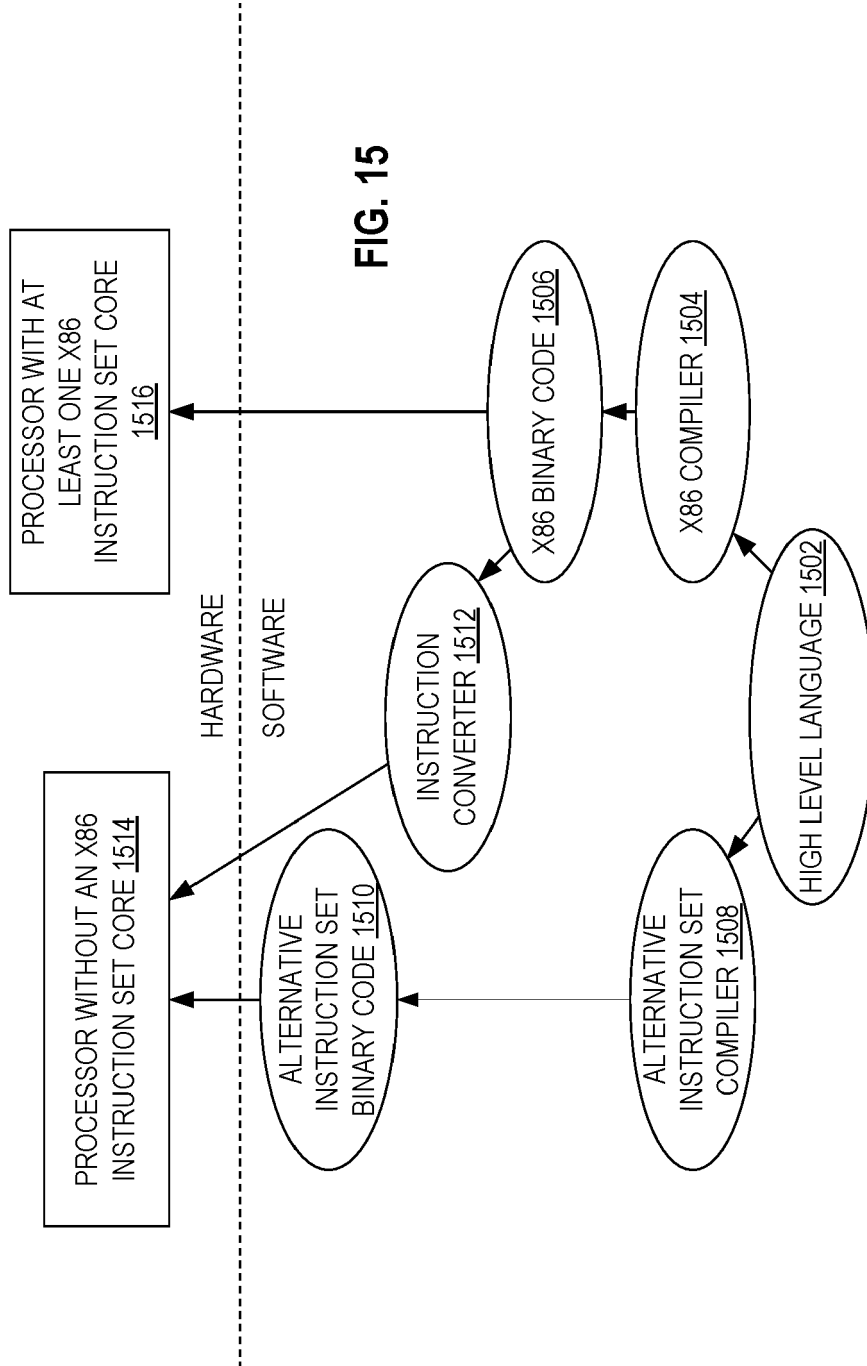 PROCESSOR WITHOUT AN X86
INSTRUCTION SET CORE 1514
PROCESSOR WITH AT
LEAST ONE X86
INSTRUCTION SET CORE
1516
HARDWARE
SOFTWARE
ALTERNATIVE
INSTRUCTION SET
BINARY CODE 1510
INSTRUCTION
CONVERTER 1512
FIG. 15
X86 BINARY CODE 1506
ALTERNATIVE
INSTRUCTION SET
COMPILER 1508
X86 COMPILER 1504
HIGH LEVEL LANGUAGE 1502